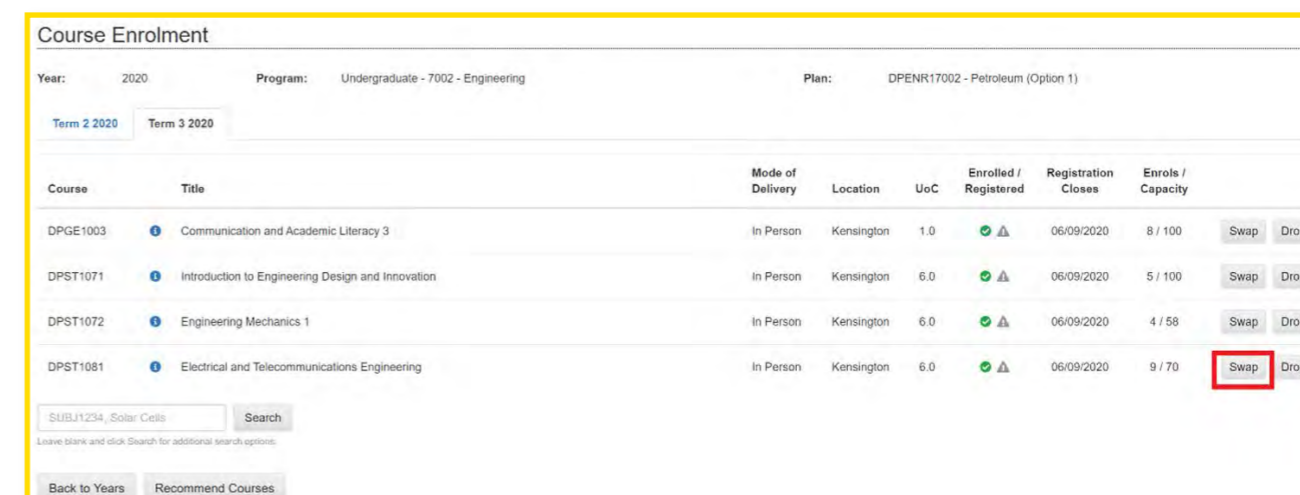 Course Enrolment
Year: 2020 Program: Undergraduate - 7002 - Engineering Plan: DPENR17002 - Petroleum (Option 1)
Term 2 2020 Term 3 2020
Course Title Mode of Delivery Location UoC Enrolled / Registered Registration Closes Enrols / Capacity
DPGE1003 Communication and Academic Literacy 3 In Person Kensington 1.0 06/09/2020 8 / 100 Swap Dro
DPST1071 Introduction to Engineering Design and Innovation In Person Kensington 6.0 06/09/2020 5 / 100 Swap Dro
DPST1072 Engineering Mechanics 1 In Person Kensington 6.0 06/09/2020 4 / 58 Swap Dro
DPST1081 Electrical and Telecommunications Engineering In Person Kensington 6.0 06/09/2020 9 / 70 Swap Dro
SUBJ1234, Solar Cells Search
Leave blank and click Search for additional search options.
Back to Years Recommend Courses